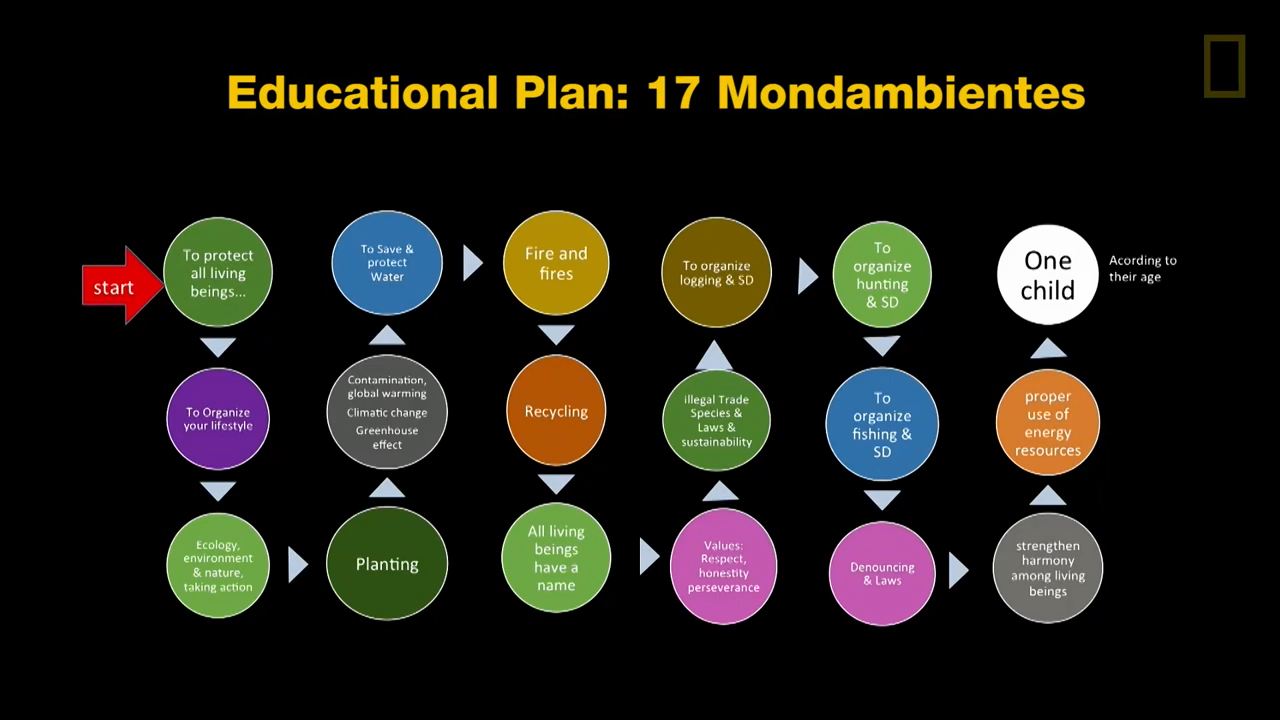 Educational Plan: 17 Mondambientes
start
To protect
all living
beings...
To Organize
your lifestyle
Ecology,
environment
& nature,
taking action
Planting
Contamination,
global warming
Climatic change
Greenhouse
effect
To Save &
protect
Water
Fire and
fires
Recycling
All living
beings
have a
name
Values:
Respect,
honestity
perseverance
illegal Trade
Species &
Laws &
sustainability
To organize
logging & SD
To
organize
hunting
& SD
To
organize
fishing &
SD
Denouncing
& Laws
strengthen
harmony
among living
beings
proper
use of
energy
resources
One
child
Acording to
their age